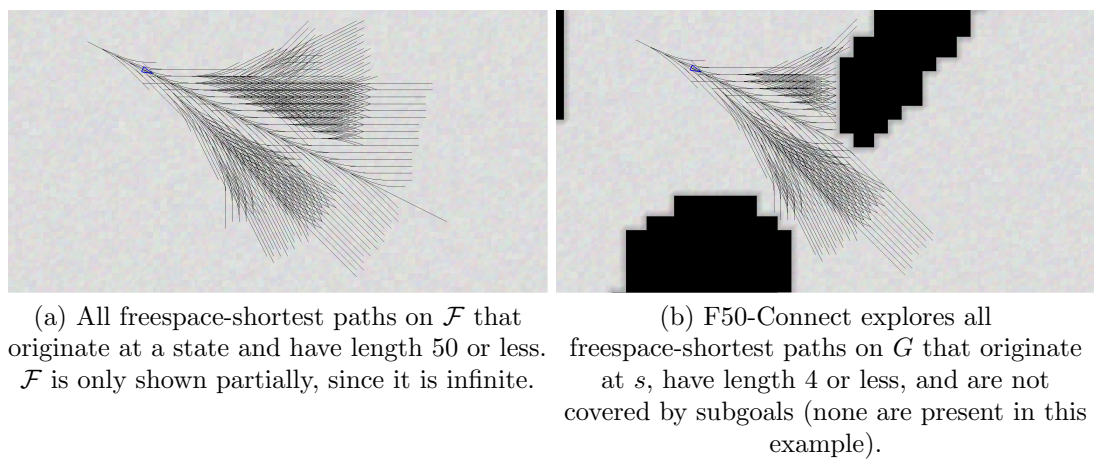 (a) All freespace-shortest paths on ℱ that
originate at a state and have length 50 or less.
ℱ is only shown partially, since it is infinite.
(b) F50-Connect explores all
freespace-shortest paths on G that originate
at s, have length 4 or less, and are not
covered by subgoals (none are present in this
example).